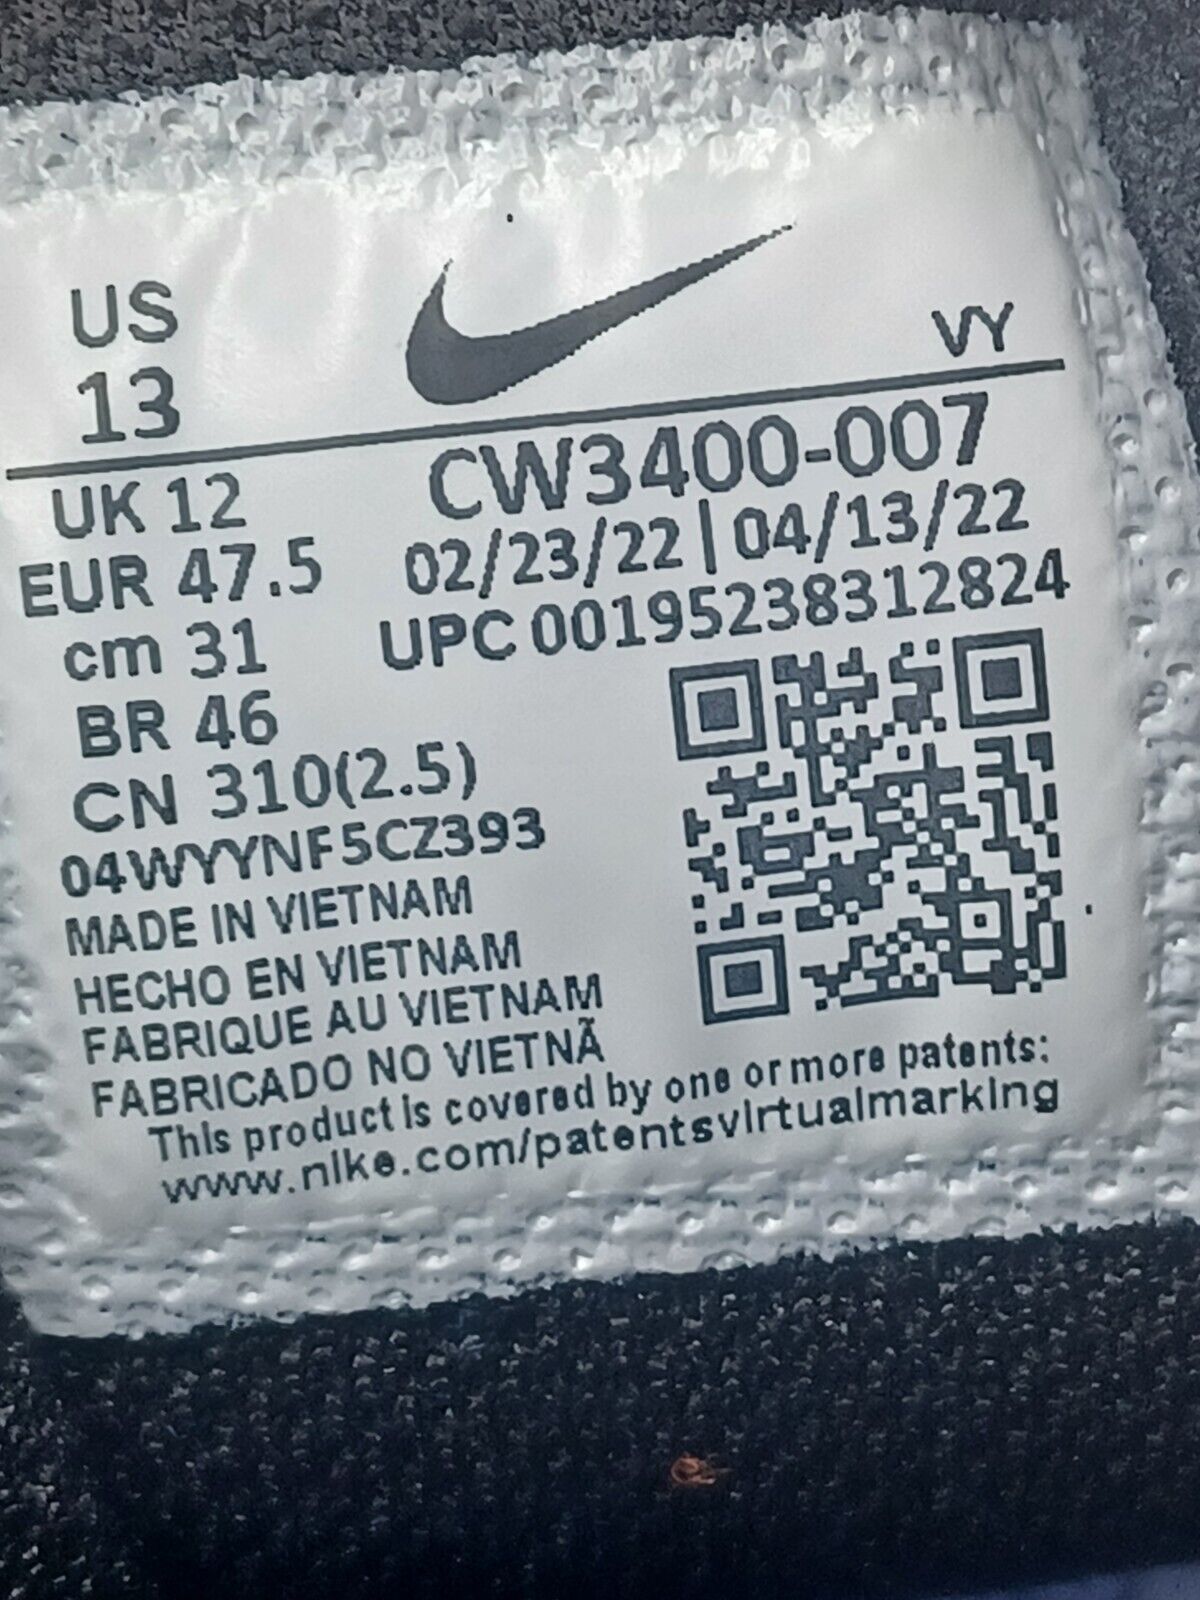 US
13
VY
UK 12
EUR 47.5
cm 31
BR 46
CN 310(2.5)
CW3400-007
02/23/22 | 04/13/22
UPC 00195238312824
04WYYNF5CZ393
MADE IN VIETNAM
HECHO EN VIETNAM
FABRIQUE AU VIETNAM
FABRICADO NO VIETNÃ
This product is covered by one or more patents:
www.nike.com/patentsvirtualmarking